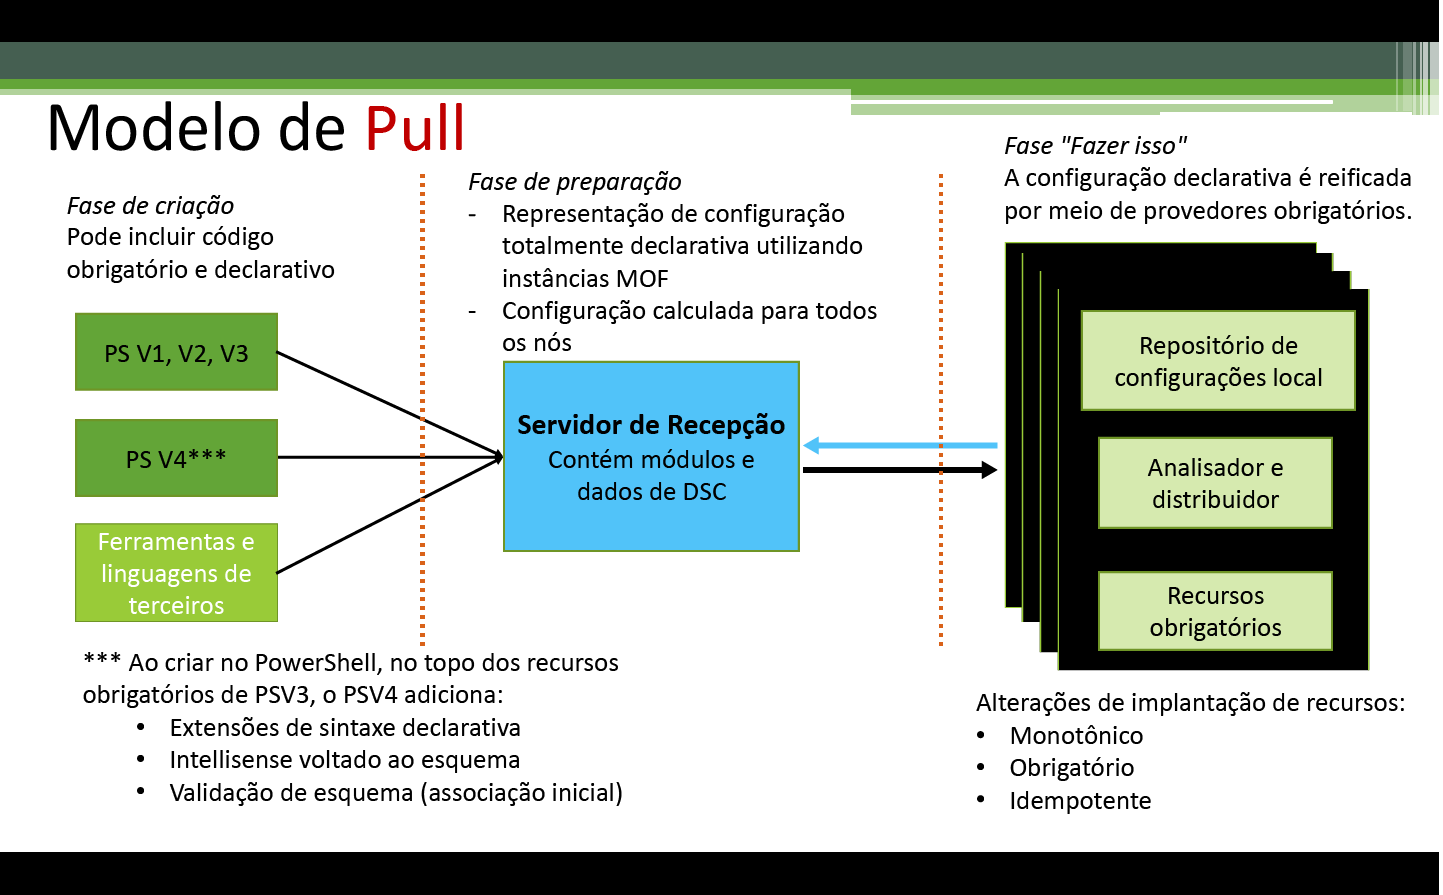 Modelo de Pull
Fase de criação
Pode incluir código
obrigatório e declarativo
PS V1, V2, V3
PS V4***
Ferramentas e
linguagens de
terceiros
Fase de preparação
- Representação de configuração
totalmente declarativa utilizando
instâncias MOF
- Configuração calculada para todos
os nós
Servidor de Recepção
Contém módulos e
dados de DSC
Fase "Fazer isso"
A configuração declarativa é reificada
por meio de provedores obrigatórios.
Repositório de
configurações local
Analisador e
distribuidor
Recursos
obrigatórios
*** Ao criar no PowerShell, no topo dos recursos
obrigatórios de PSV3, o PSV4 adiciona:
• Extensões de sintaxe declarativa
• Intellisense voltado ao esquema
• Validação de esquema (associação inicial)
Alterações de implantação de recursos:
• Monotônico
• Obrigatório
• Idempotente